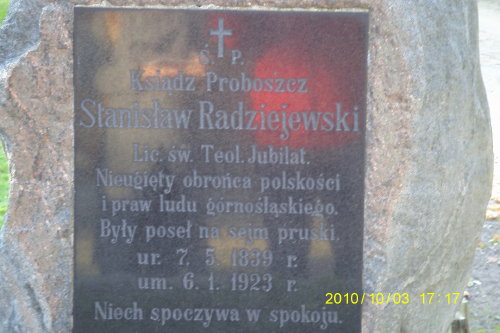 Ś. † P.
Ksiądz Proboszcz
Stanisław Radziejewski
Lic. św. Teol. Jubilat.
Nieugięty obrońca polskości
i praw ludu górnośląskiego.
Były poseł na sejm pruski.
ur. 7. 5. 1839 r.
um. 6. 1. 1923 r.
Niech spoczywa w spokoju.
2010/10/03 17:17